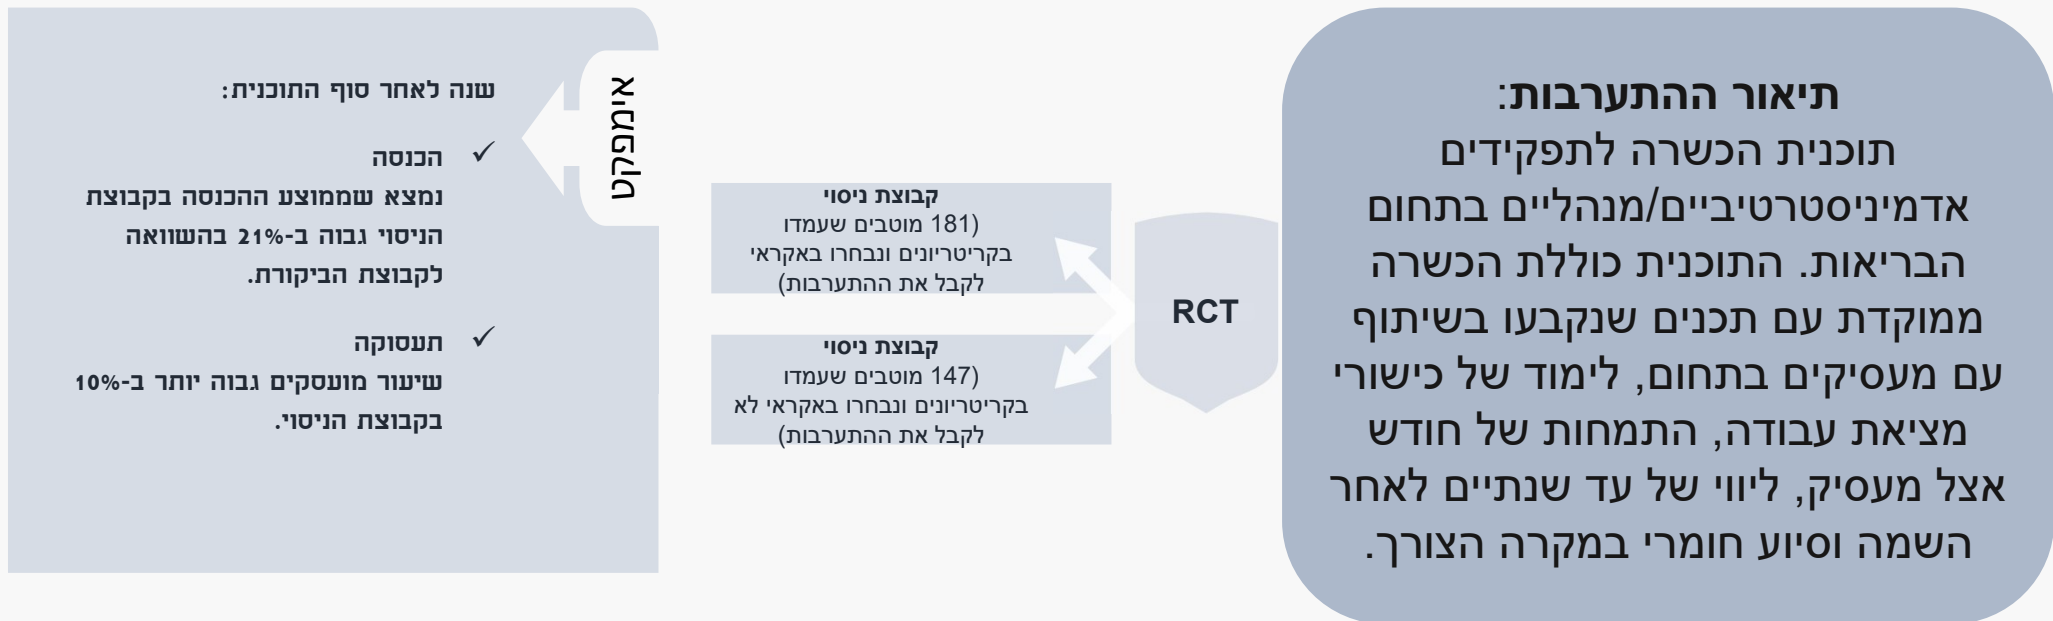 תיאור ההתערבות:
תוכנית הכשרה לתפקידים
אדמיניסטרטיביים/מנהליים בתחום
הבריאות. התוכנית כוללת הכשרה
ממוקדת עם תכנים שנקבעו בשיתוף
עם מעסיקים בתחום, לימוד של כישורי
מציאת עבודה, התמחות של חודש
אצל מעסיק, ליווי של עד שנתיים לאחר
השמה וסיוע חומרי במקרה הצורך.
RCT
קבוצת ניסוי
(181 מוטבים שעמדו
בקריטריונים ונבחרו באקראי
לקבל את ההתערבות)
קבוצת ניסוי
(147 מוטבים שעמדו
בקריטריונים ונבחרו באקראי לא
לקבל את ההתערבות)
אימפקט
שנה לאחר סוף התוכנית:
✓ הכנסה
נמצא שממוצע ההכנסה בקבוצת
הניסוי גבוה ב-21% בהשוואה
לקבוצת הביקורת.
✓ תעסוקה
שיעור מועסקים גבוה יותר ב-10%
בקבוצת הניסוי.